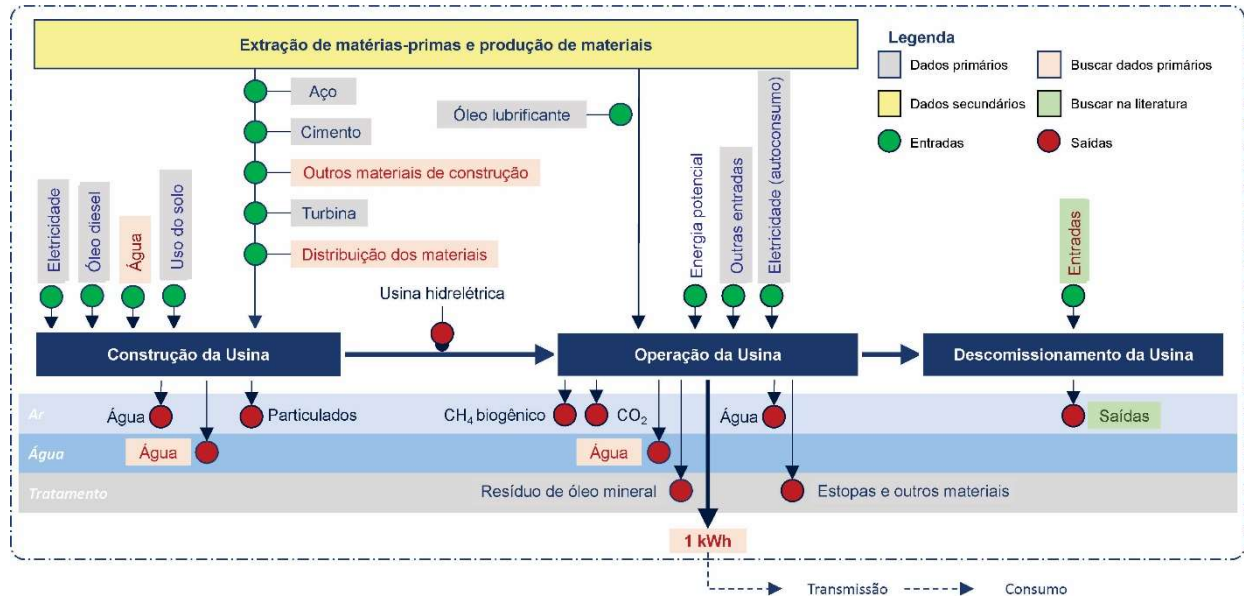 Extração de matérias-primas e produção de materiais
Legenda
Dados primários
Buscar dados primários
Dados secundários
Buscar na literatura
Entradas
Saídas
Aço
Cimento
Outros materiais de construção
Turbina
Distribuição dos materiais
Óleo lubrificante
Eletricidade
Óleo diesel
Água
Uso do solo
Usina hidrelétrica
Energia potencial
Outras entradas
Eletricidade (autoconsumo)
Entradas
Construção da Usina
Operação da Usina
Descomissionamento da Usina
Ar
Água
Particulados
CH₄ biogênico
CO₂
Água
Saídas
Água
Água
Água
Tratamento
Resíduo de óleo mineral
Estopas e outros materiais
1 kWh
Transmissão
Consumo